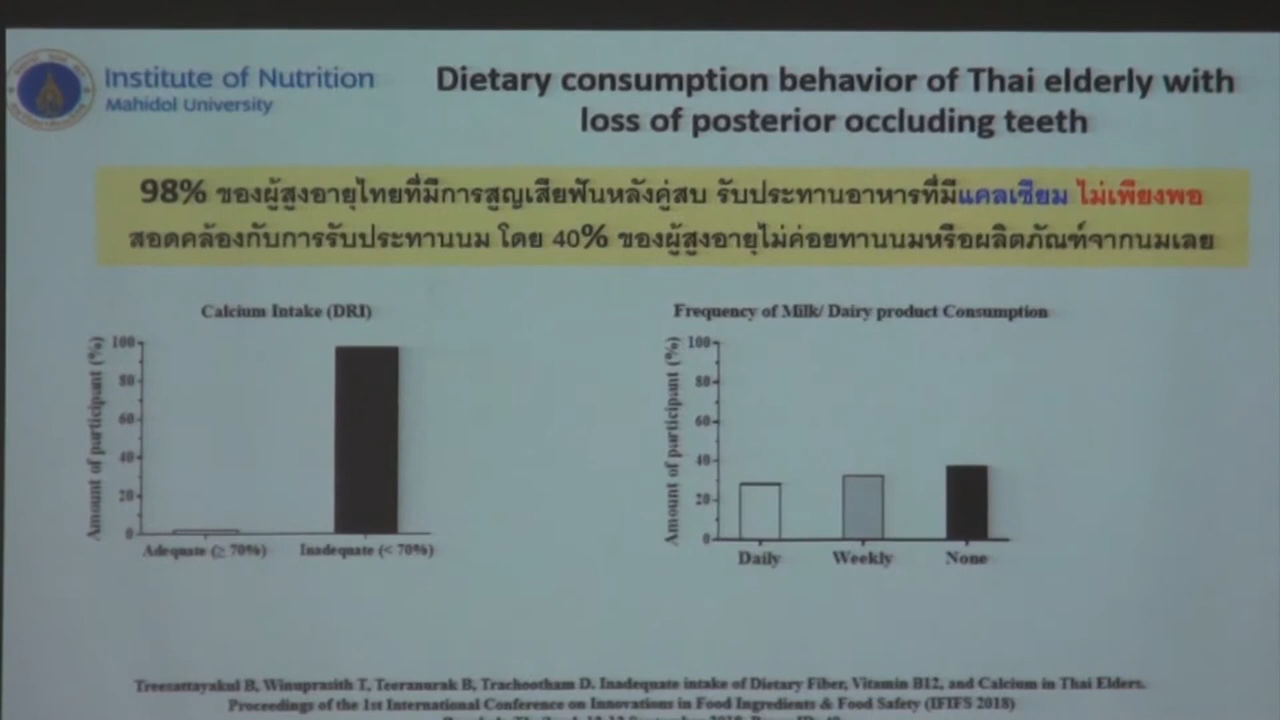 Institute of Nutrition
Mahidol University
Dietary consumption behavior of Thai elderly with
loss of posterior occluding teeth
98% ของผู้สูงอายุไทยที่มีการสูญเสียฟันหลังคู่สบ รับประทานอาหารที่มีแคลเซียม ไม่เพียงพอ
สอดคล้องกับการรับประทานนม โดย 40% ของผู้สูงอายุไม่ค่อยทานนมหรือผลิตภัณฑ์จากนมเลย
Calcium Intake (DRI)
Amount of participant (%)
100
80
60
40
20
0
Adequate (≥ 70%)
Inadequate (< 70%)
Frequency of Milk/ Dairy product Consumption
Amount of participant (%)
100
80
60
40
20
0
Daily
Weekly
None
Treesattayakul B, Winuprasith T, Teeranurak B, Trachootham D. Inadequate intake of Dietary Fiber, Vitamin B12, and Calcium in Thai Elders.
Proceedings of the 1st International Conference on Innovations in Food Ingredients & Food Safety (IFIFS 2018)